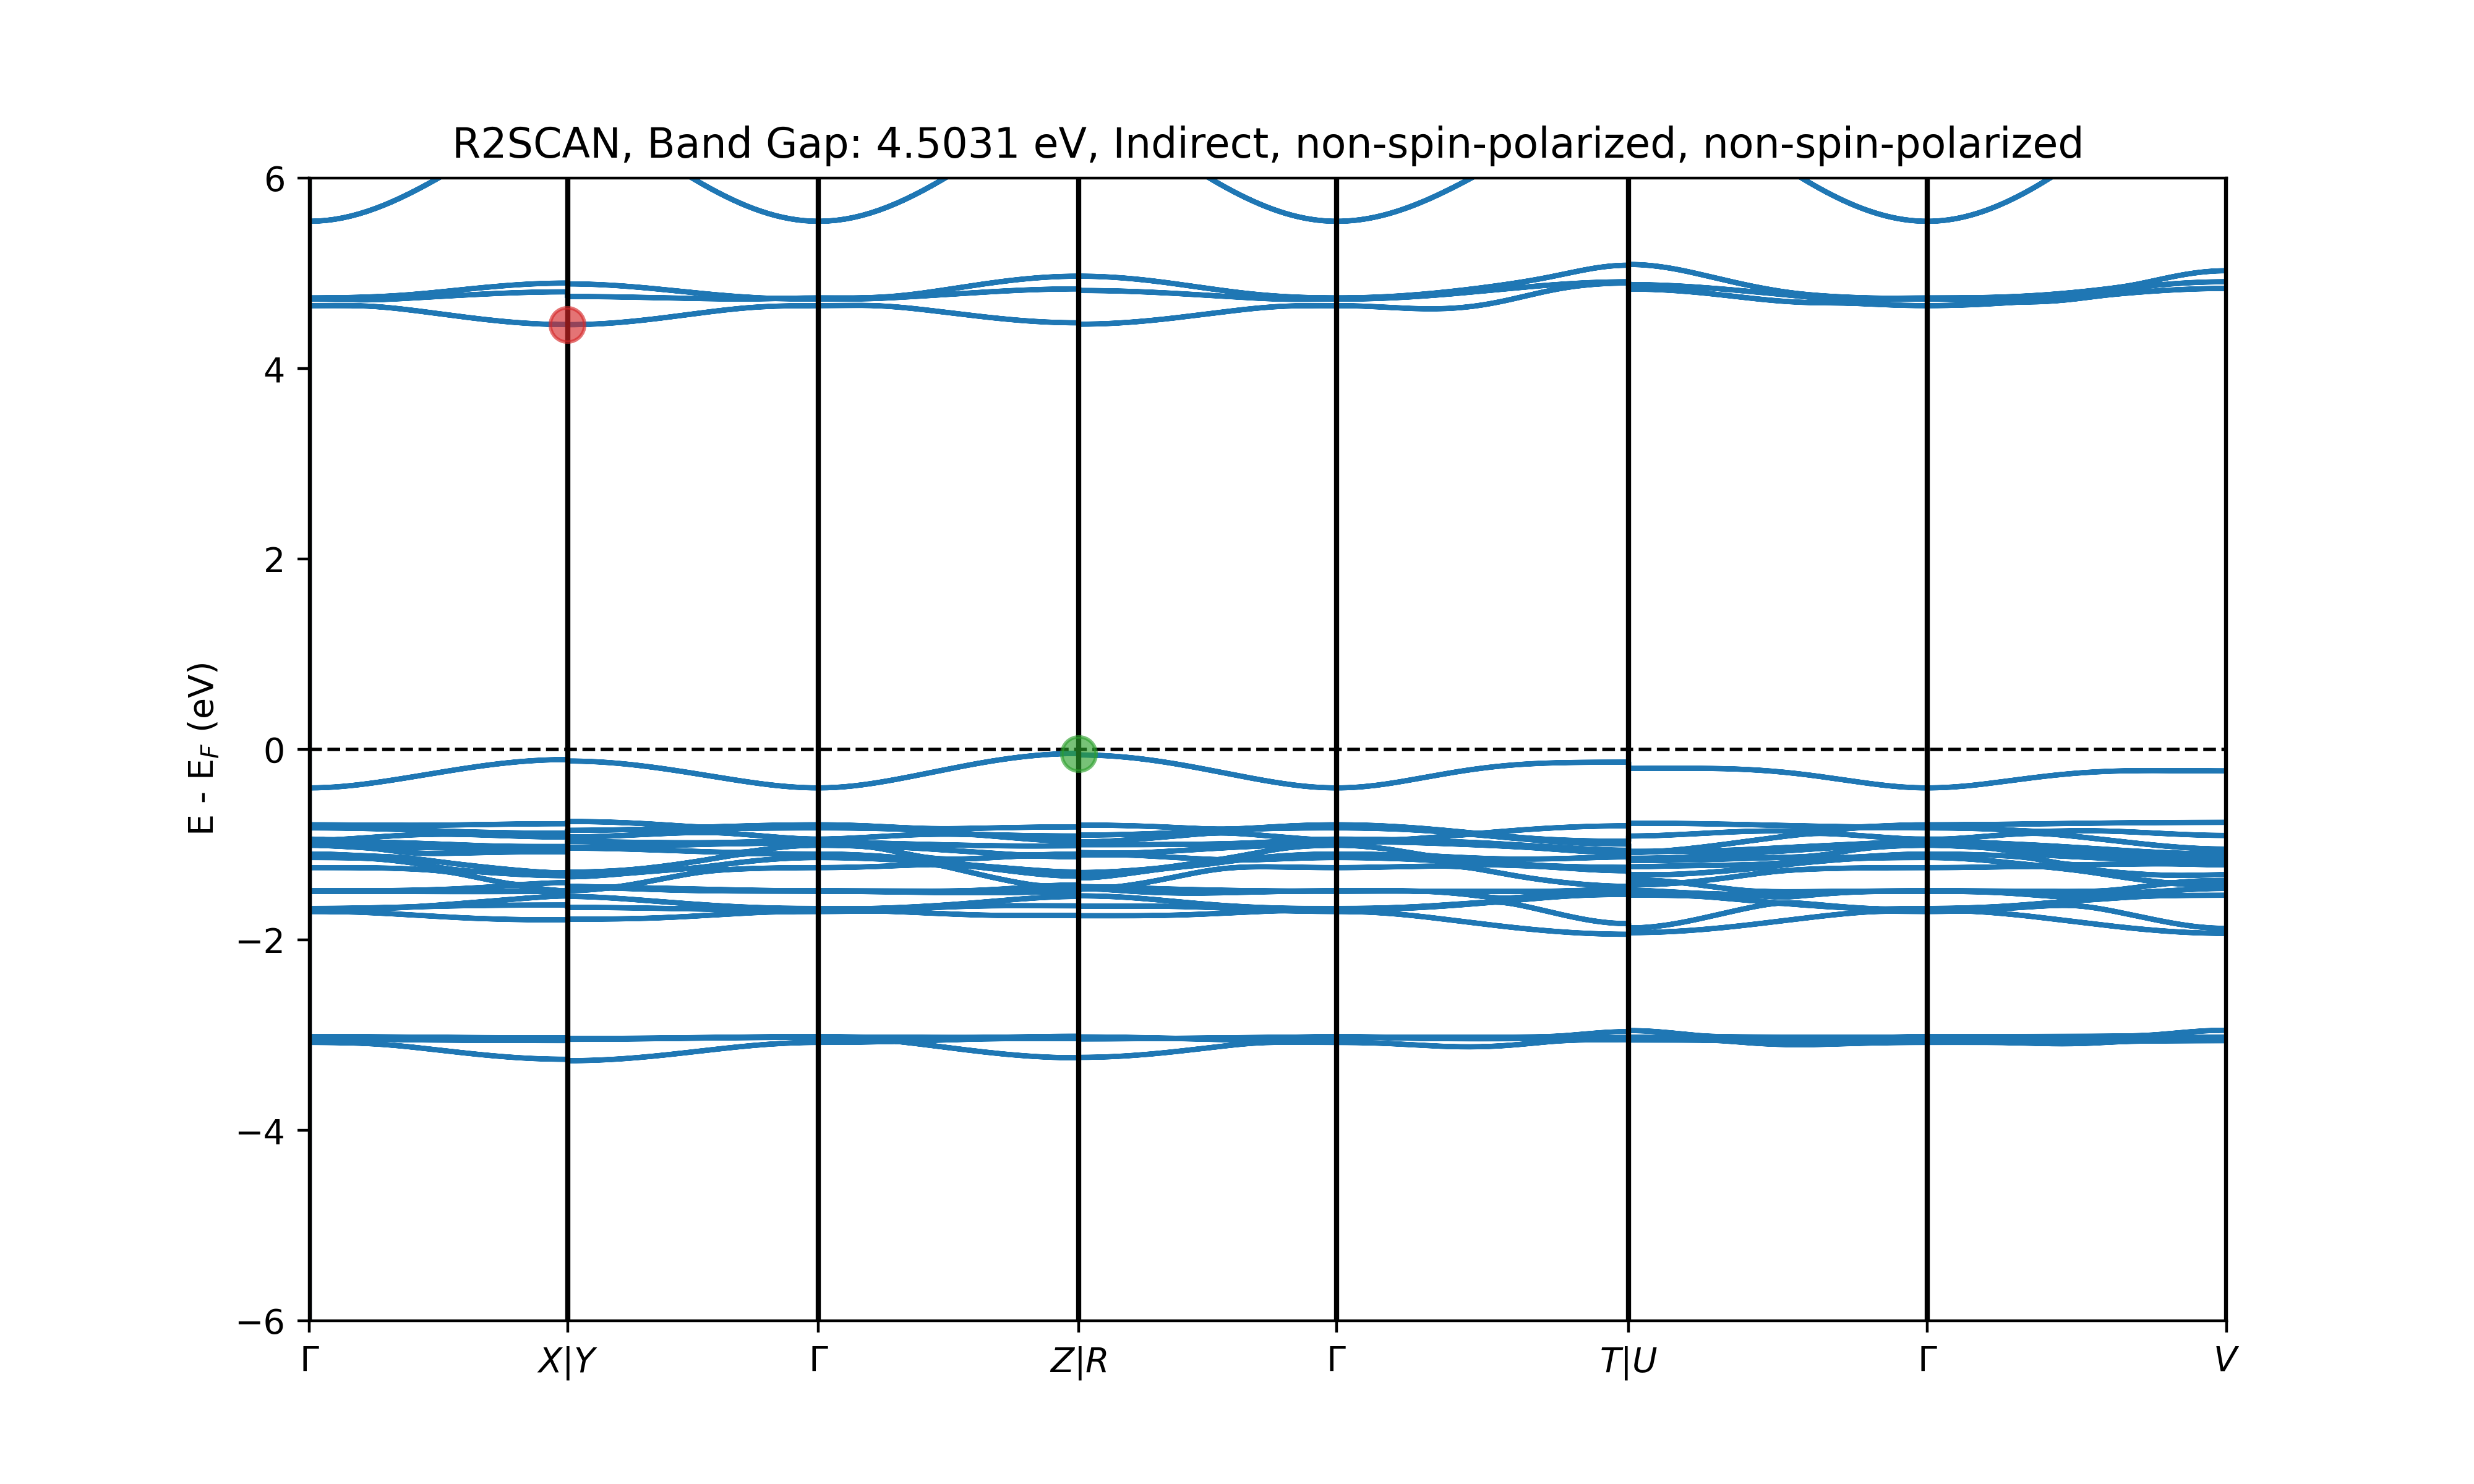 R2SCAN, Band Gap: 4.5031 eV, Indirect, non-spin-polarized, non-spin-polarized
E - E_F (eV)
6
4
2
0
−2
−4
−6
Γ X|Y Γ Z|R Γ T|U Γ V